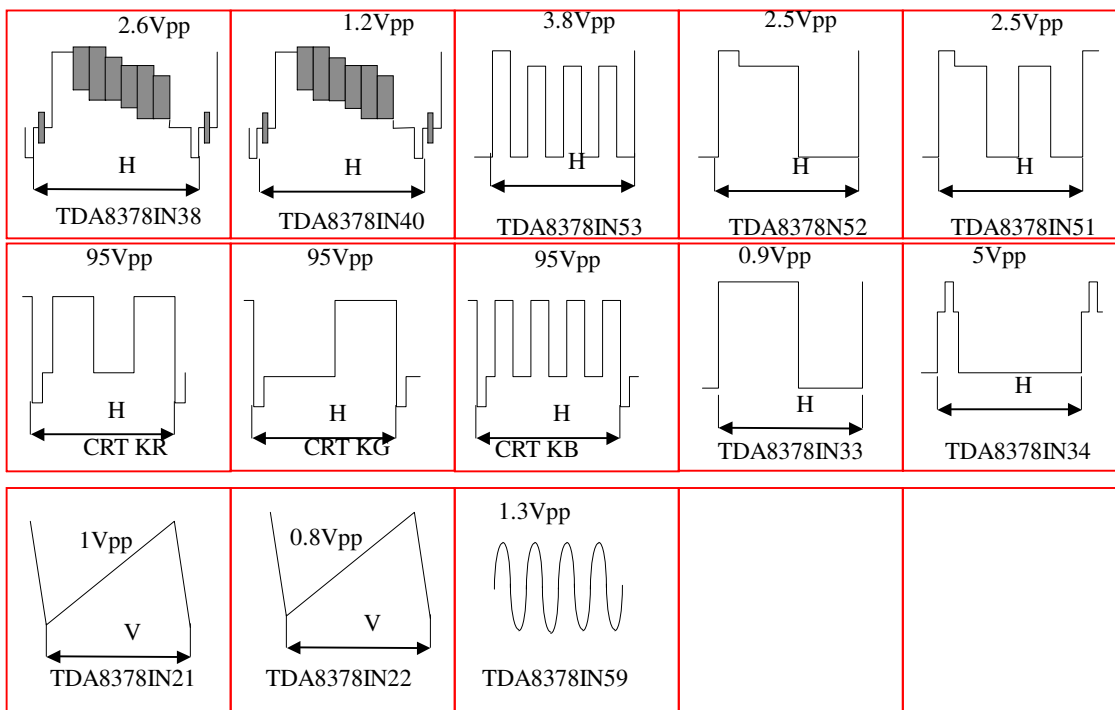 2.6Vpp
H
TDA8378IN38
1.2Vpp
H
TDA8378IN40
3.8Vpp
H
TDA8378IN53
2.5Vpp
H
TDA8378N52
2.5Vpp
H
TDA8378IN51
95Vpp
H
CRT KR
95Vpp
H
CRT KG
95Vpp
H
CRT KB
0.9Vpp
H
TDA8378IN33
5Vpp
H
TDA8378IN34
1Vpp
V
TDA8378IN21
0.8Vpp
V
TDA8378IN22
1.3Vpp
TDA8378IN59